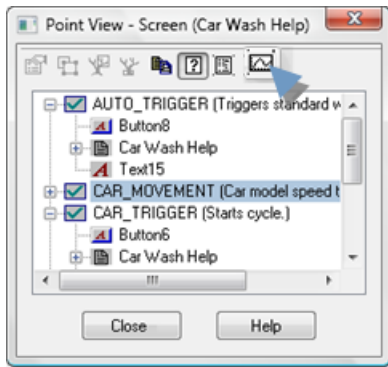 Point View - Screen (Car Wash Help)
AUTO_TRIGGER (Triggers standard w
Button8
Car Wash Help
Text15
CAR_MOVEMENT (Car model speed t
CAR_TRIGGER (Starts cycle.)
Button6
Car Wash Help
Close Help